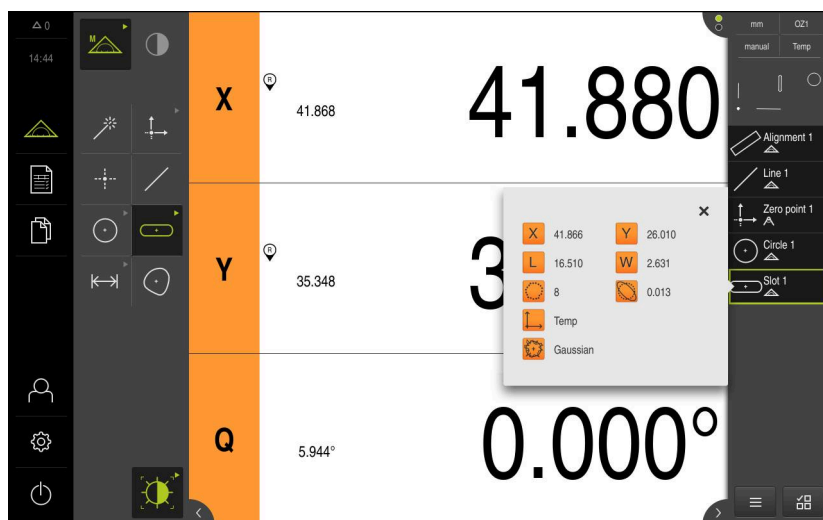 0
14:44
M
X
R
41.868
41.880
Y
R
35.348
3
Q
5.944°
0.000°
X 41.866 Y 26.010
L 16.510 W 2.631
8 0.013
Temp
Gaussian
mm OZ1
manual Temp
Alignment 1
Line 1
Zero point 1
Circle 1
Slot 1